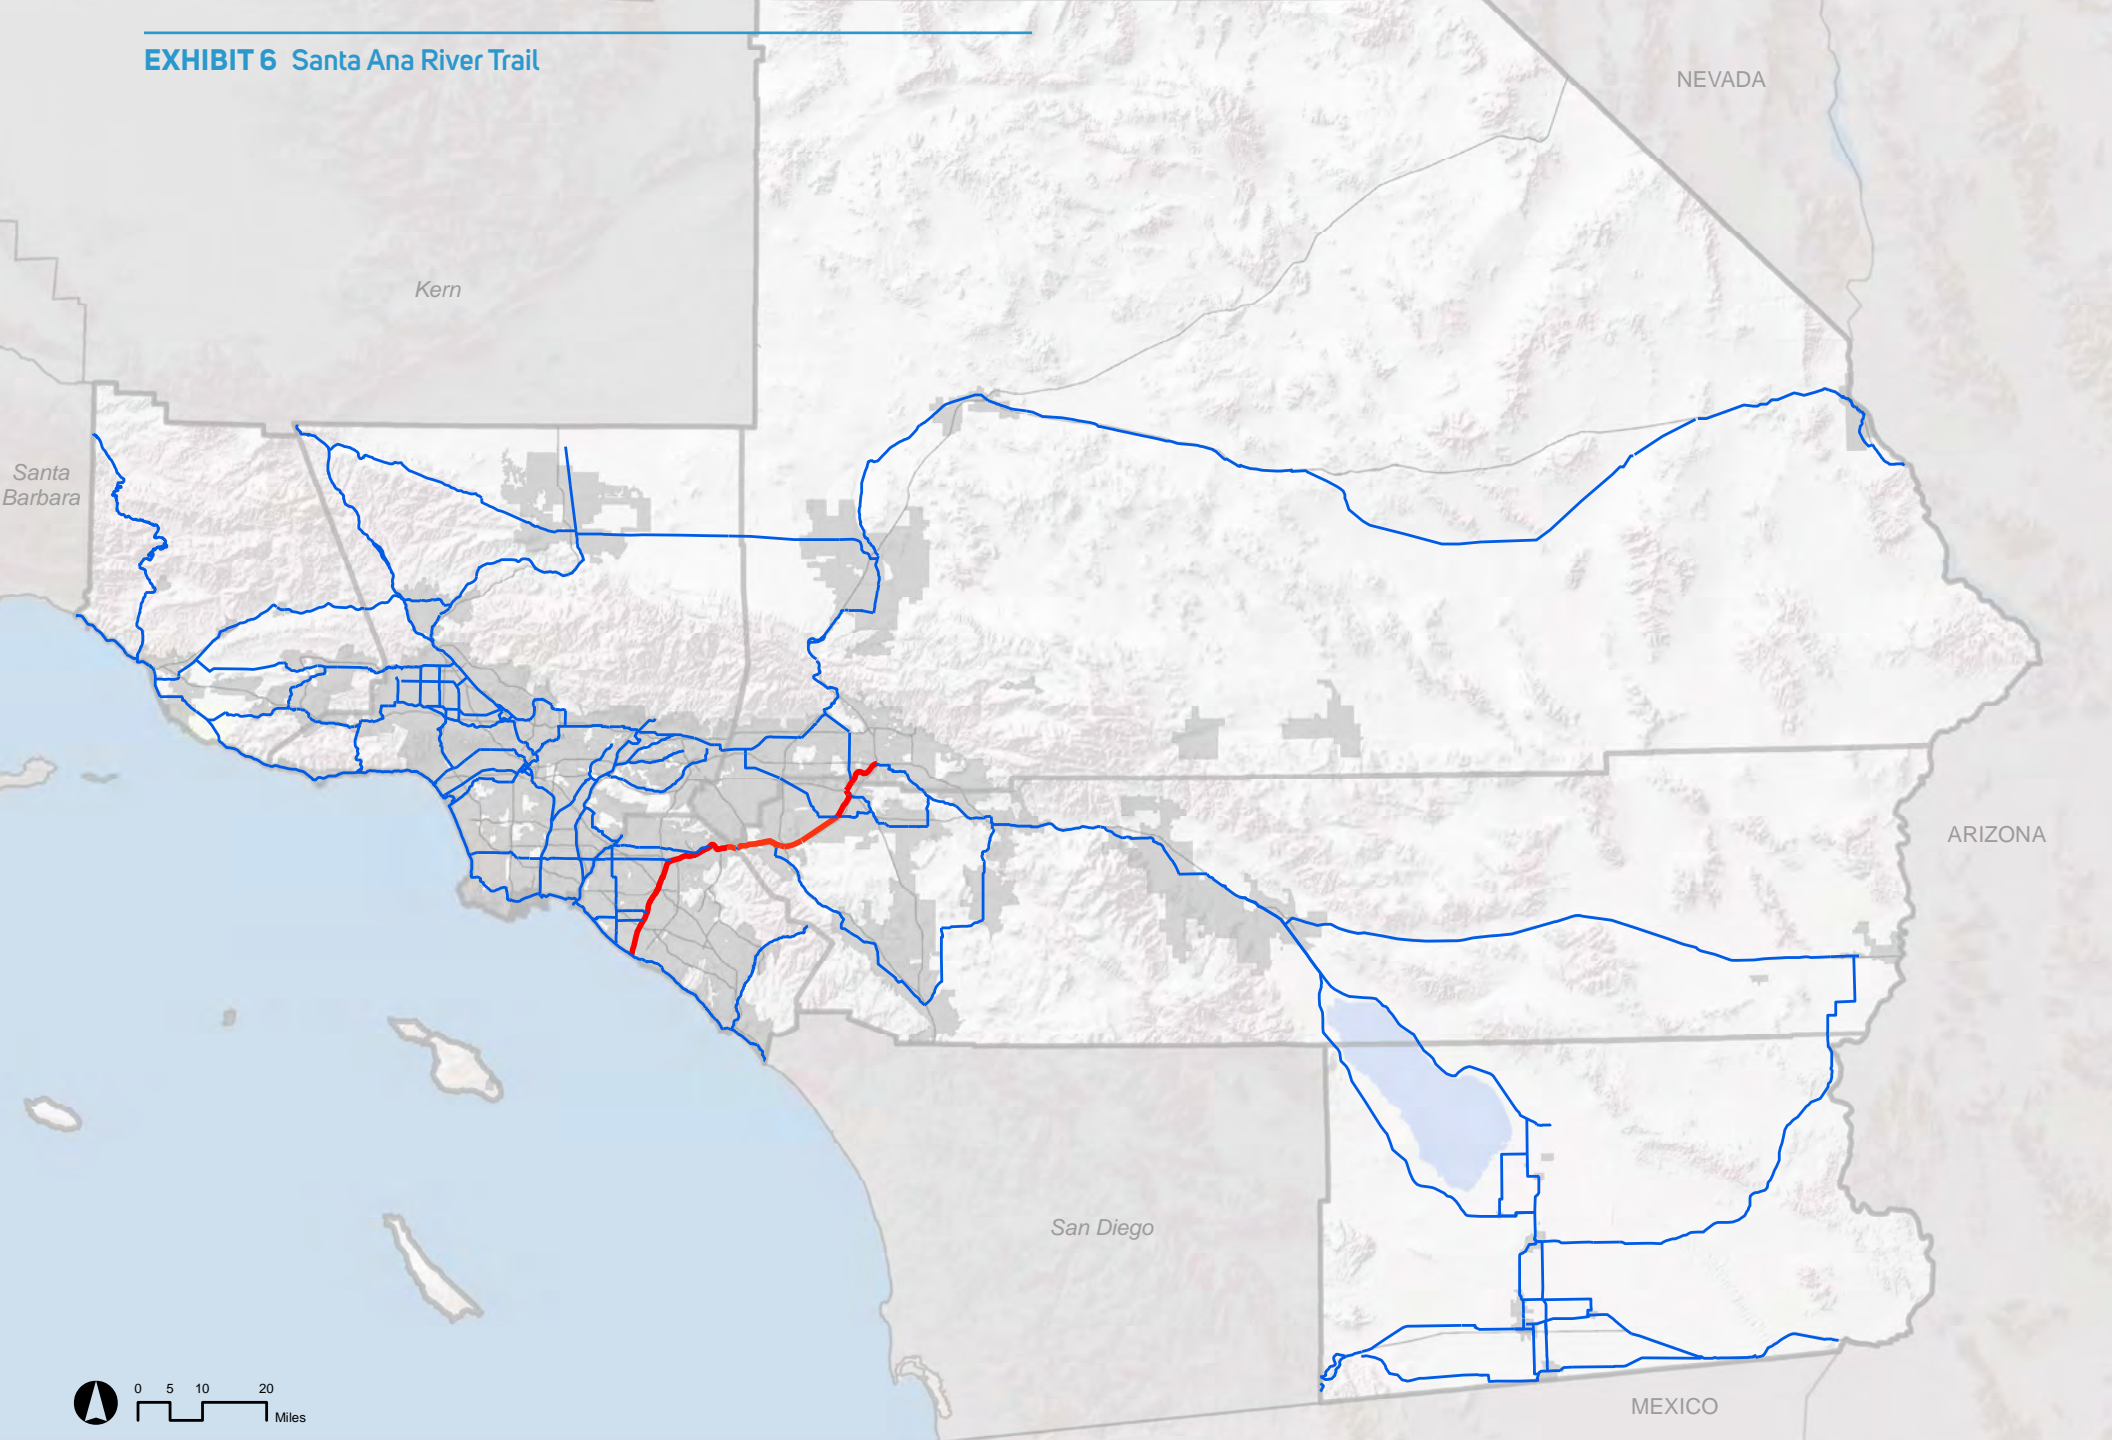 EXHIBIT 6 Santa Ana River Trail
NEVADA
Kern
Santa
Barbara
ARIZONA
San Diego
MEXICO
0 5 10 20
Miles